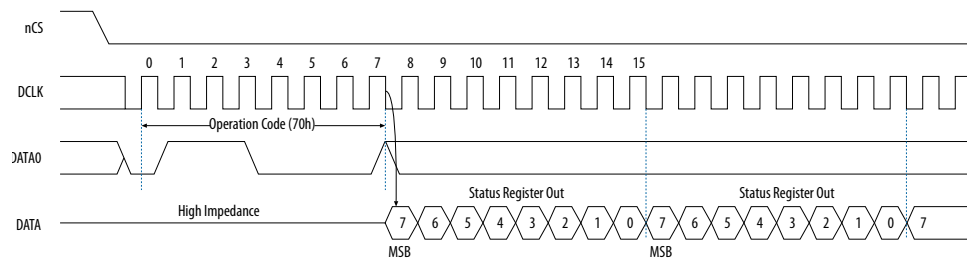 nCS
0 1 2 3 4 5 6 7 8 9 10 11 12 13 14 15
DCLK
Operation Code (70h)
DATA0
Status Register Out Status Register Out
High Impedance
DATA 7 6 5 4 3 2 1 0 7 6 5 4 3 2 1 0 7
MSB MSB